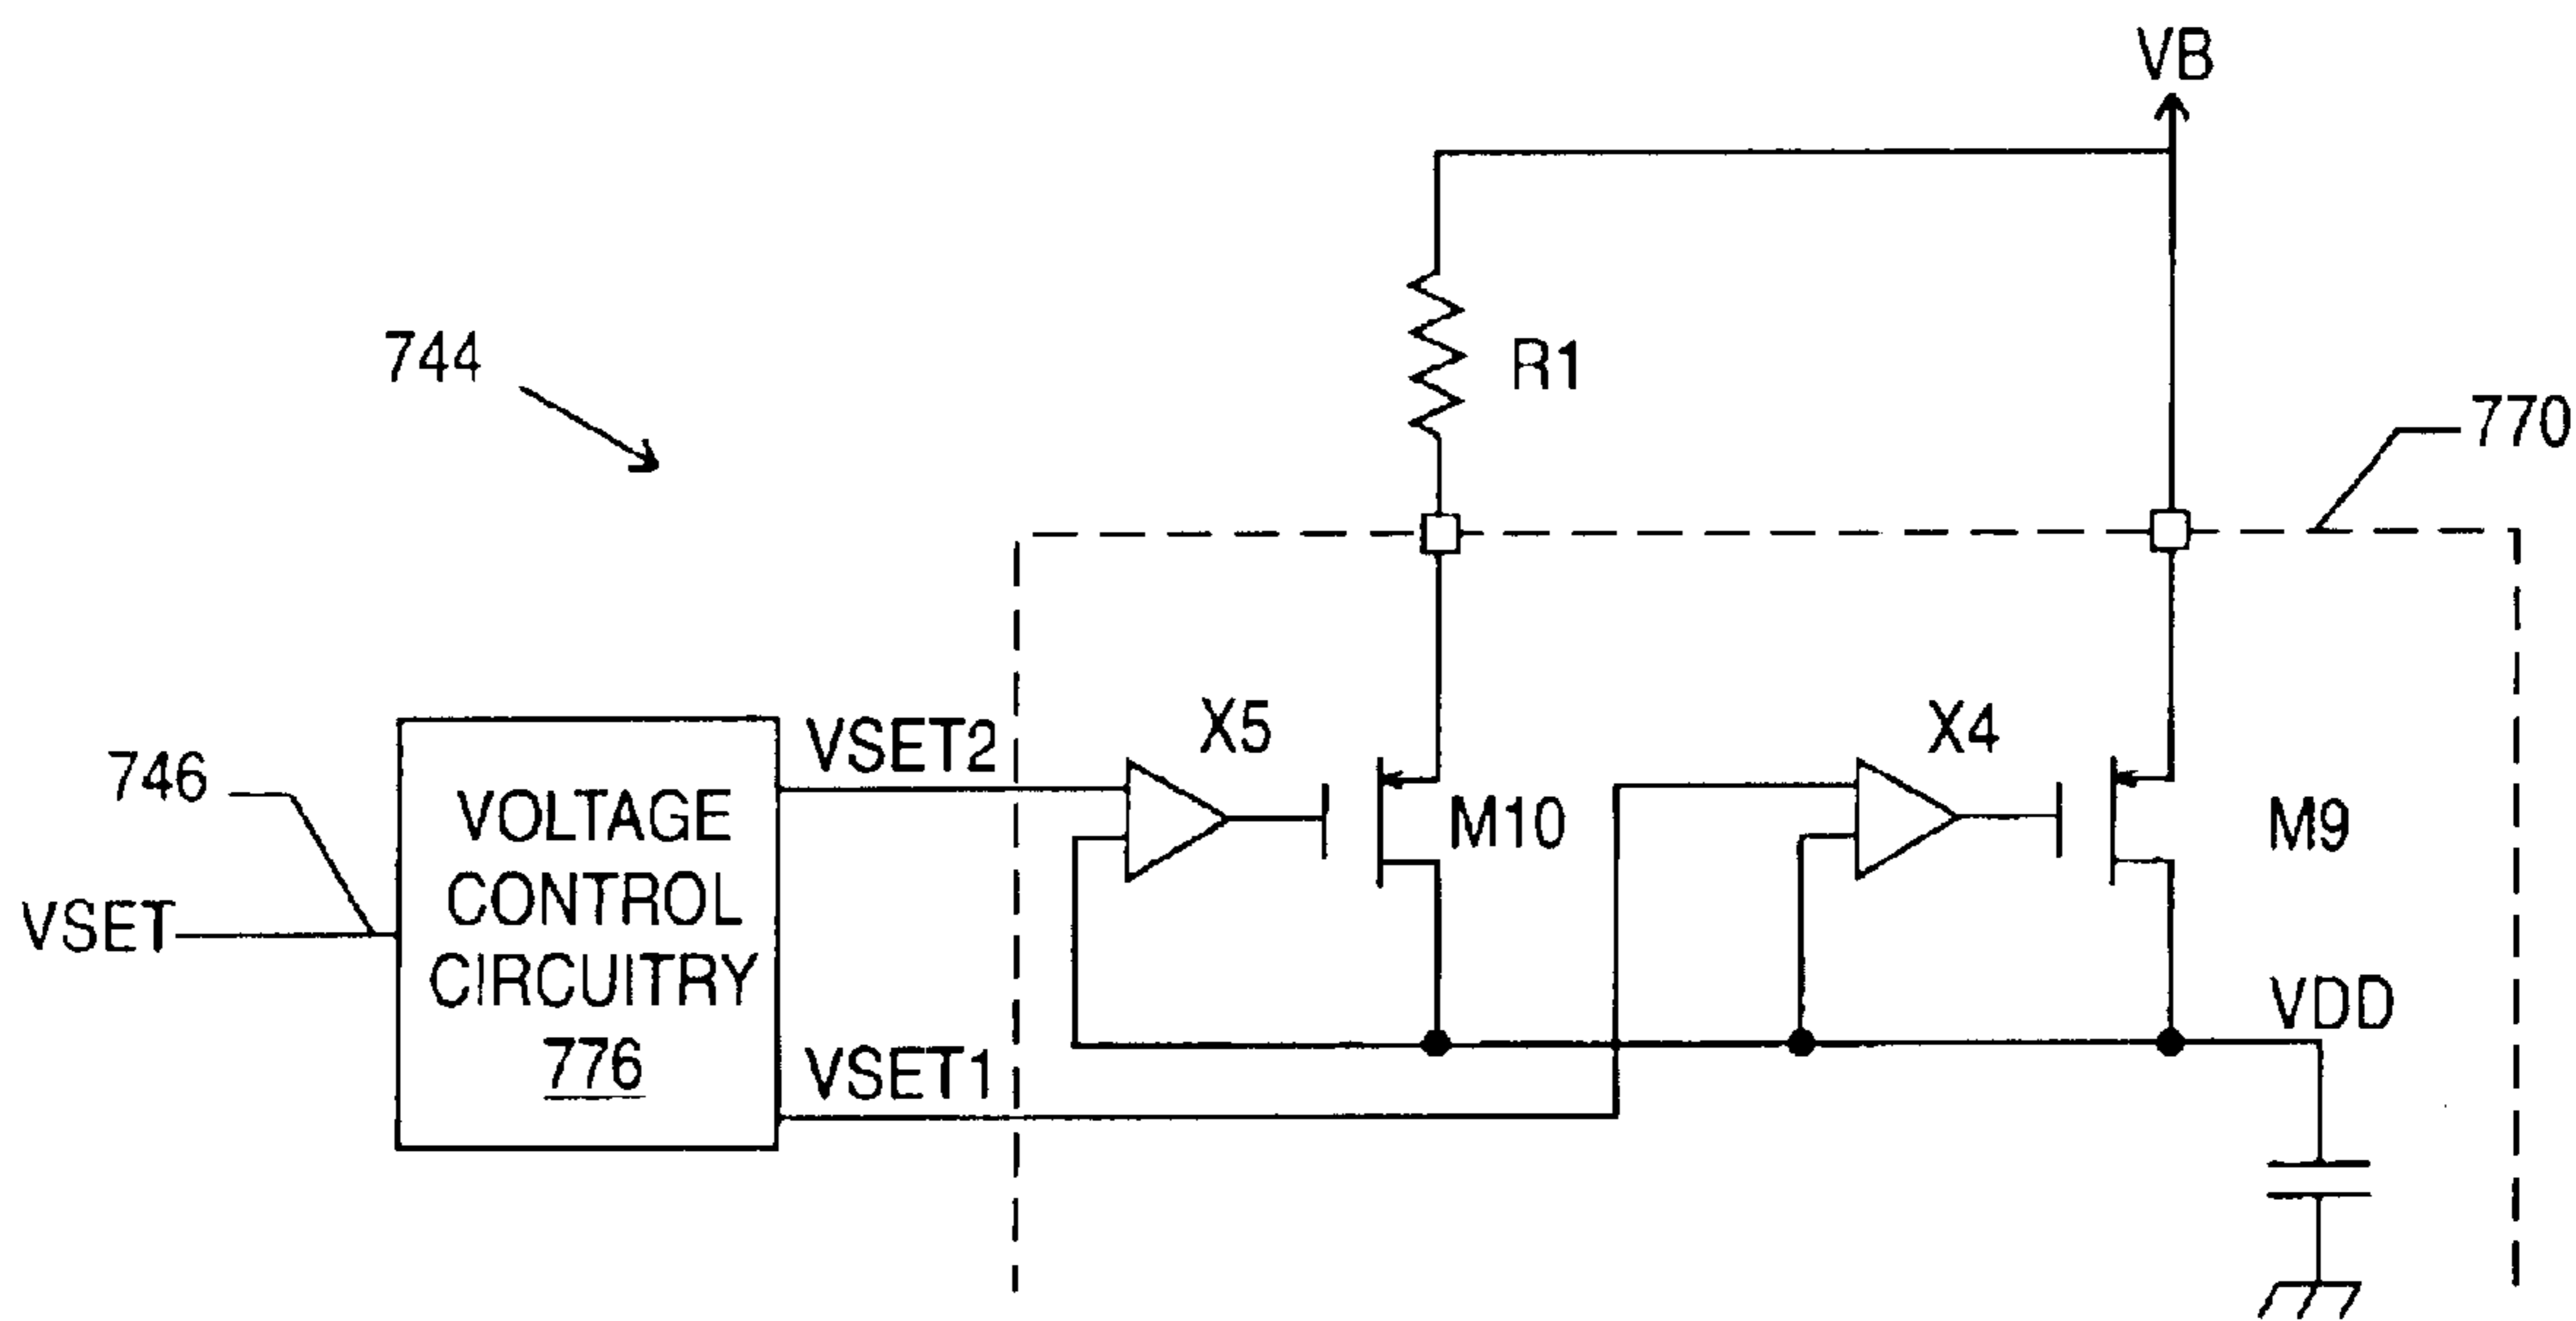 VB
744
R1
770
X5
X4
746
VSET2
VOLTAGE
CONTROL
CIRCUITRY
776
M10
M9
VSET
VDD
VSET1